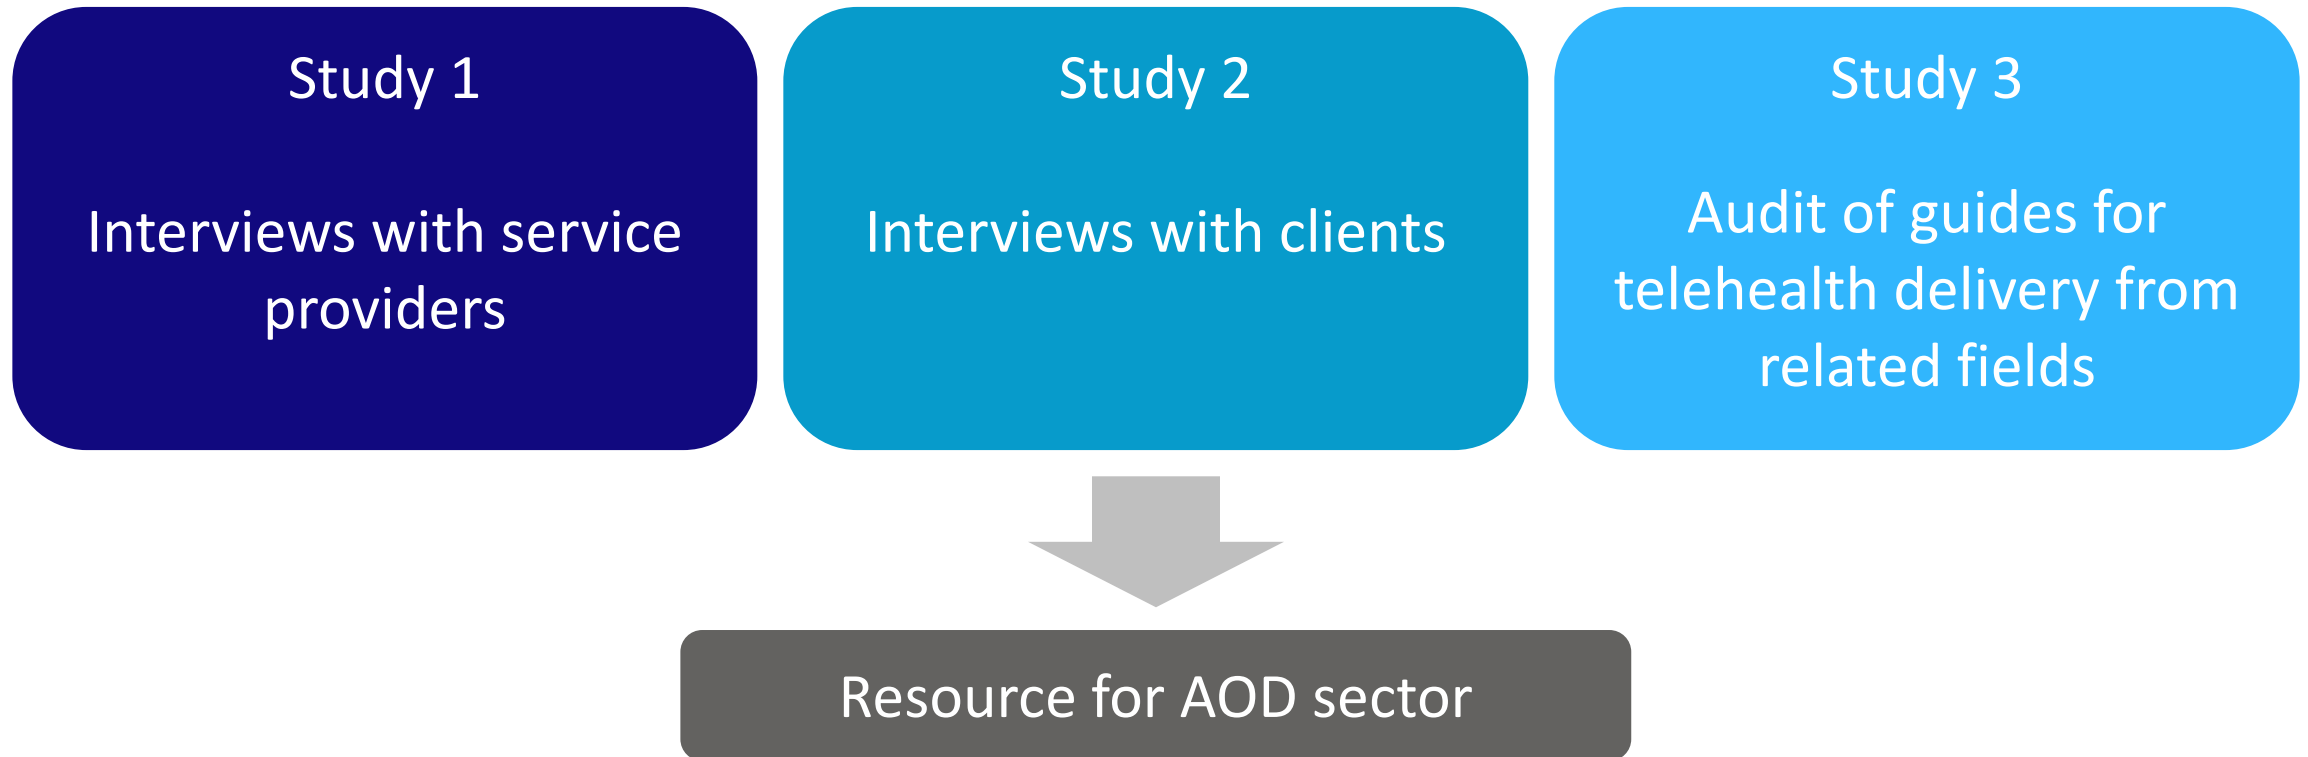 Study 1
Interviews with service
providers
Study 2
Interviews with clients
Study 3
Audit of guides for
telehealth delivery from
related fields
Resource for AOD sector